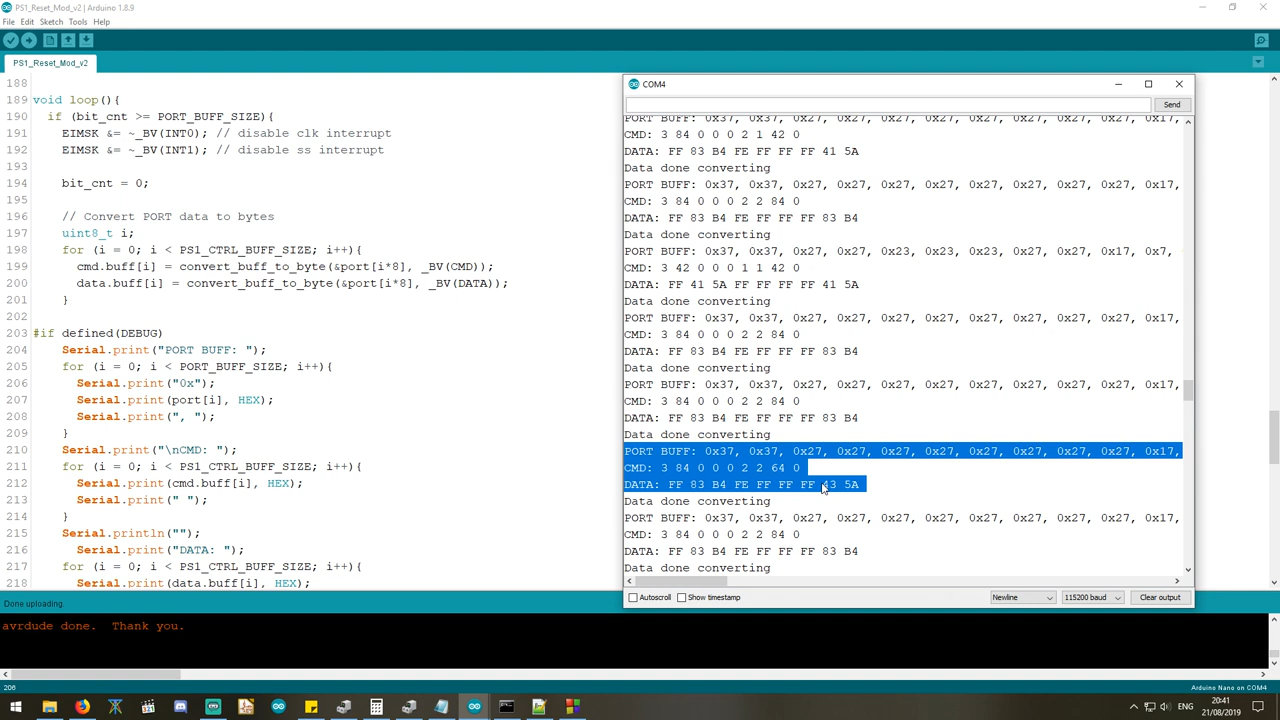 PS1_Reset_Mod_v2 | Arduino 1.8.9
File Edit Sketch Tools Help
PS1_Reset_Mod_v2
188
189 void loop(){
190 if (bit_cnt >= PORT_BUFF_SIZE){
191 EIMSK &= ~_BV(INT0); // disable clk interrupt
192 EIMSK &= ~_BV(INT1); // disable ss interrupt
193
194 bit_cnt = 0;
195
196 // Convert PORT data to bytes
197 uint8_t i;
198 for (i = 0; i < PS1_CTRL_BUFF_SIZE; i++){
199 cmd.buff[i] = convert_buff_to_byte(&port[i*8], _BV(CMD));
200 data.buff[i] = convert_buff_to_byte(&port[i*8], _BV(DATA));
201 }
202
203 #if defined(DEBUG)
204 Serial.print("PORT BUFF: ");
205 for (i = 0; i < PORT_BUFF_SIZE; i++){
206 Serial.print("0x");
207 Serial.print(port[i], HEX);
208 Serial.print(", ");
209 }
210 Serial.print("\nCMD: ");
211 for (i = 0; i < PS1_CTRL_BUFF_SIZE; i++){
212 Serial.print(cmd.buff[i], HEX);
213 Serial.print(" ");
214 }
215 Serial.println("");
216 Serial.print("DATA: ");
217 for (i = 0; i < PS1_CTRL_BUFF_SIZE; i++){
218 Serial.print(data.buff[i], HEX);
COM4
Send
PORT BUFF: 0x37, 0x37, 0x27, 0x27, 0x27, 0x27, 0x27, 0x27, 0x27, 0x17,
CMD: 3 84 0 0 0 2 1 42 0
DATA: FF 83 B4 FE FF FF FF 41 5A
Data done converting
PORT BUFF: 0x37, 0x37, 0x27, 0x27, 0x27, 0x27, 0x27, 0x27, 0x27, 0x17,
CMD: 3 84 0 0 0 2 2 84 0
DATA: FF 83 B4 FE FF FF FF 83 B4
Data done converting
PORT BUFF: 0x37, 0x37, 0x27, 0x27, 0x23, 0x23, 0x23, 0x27, 0x17, 0x7,
CMD: 3 42 0 0 0 1 1 42 0
DATA: FF 41 5A FF FF FF FF 41 5A
Data done converting
PORT BUFF: 0x37, 0x37, 0x27, 0x27, 0x27, 0x27, 0x27, 0x27, 0x27, 0x17,
CMD: 3 84 0 0 0 2 2 84 0
DATA: FF 83 B4 FE FF FF FF 83 B4
Data done converting
PORT BUFF: 0x37, 0x37, 0x27, 0x27, 0x27, 0x27, 0x27, 0x27, 0x27, 0x17,
CMD: 3 84 0 0 0 2 2 84 0
DATA: FF 83 B4 FE FF FF FF 83 B4
Data done converting
PORT BUFF: 0x37, 0x37, 0x27, 0x27, 0x27, 0x27, 0x27, 0x27, 0x27, 0x17,
CMD: 3 84 0 0 0 2 2 64 0
DATA: FF 83 B4 FE FF FF FF 43 5A
Data done converting
PORT BUFF: 0x37, 0x37, 0x27, 0x27, 0x27, 0x27, 0x27, 0x27, 0x27, 0x17,
CMD: 3 84 0 0 0 2 2 84 0
DATA: FF 83 B4 FE FF FF FF 83 B4
Data done converting
Autoscroll Show timestamp Newline 115200 baud Clear output
Done uploading.
avrdude done. Thank you.
206 Arduino Nano on COM4
ENG
20:41
21/08/2019